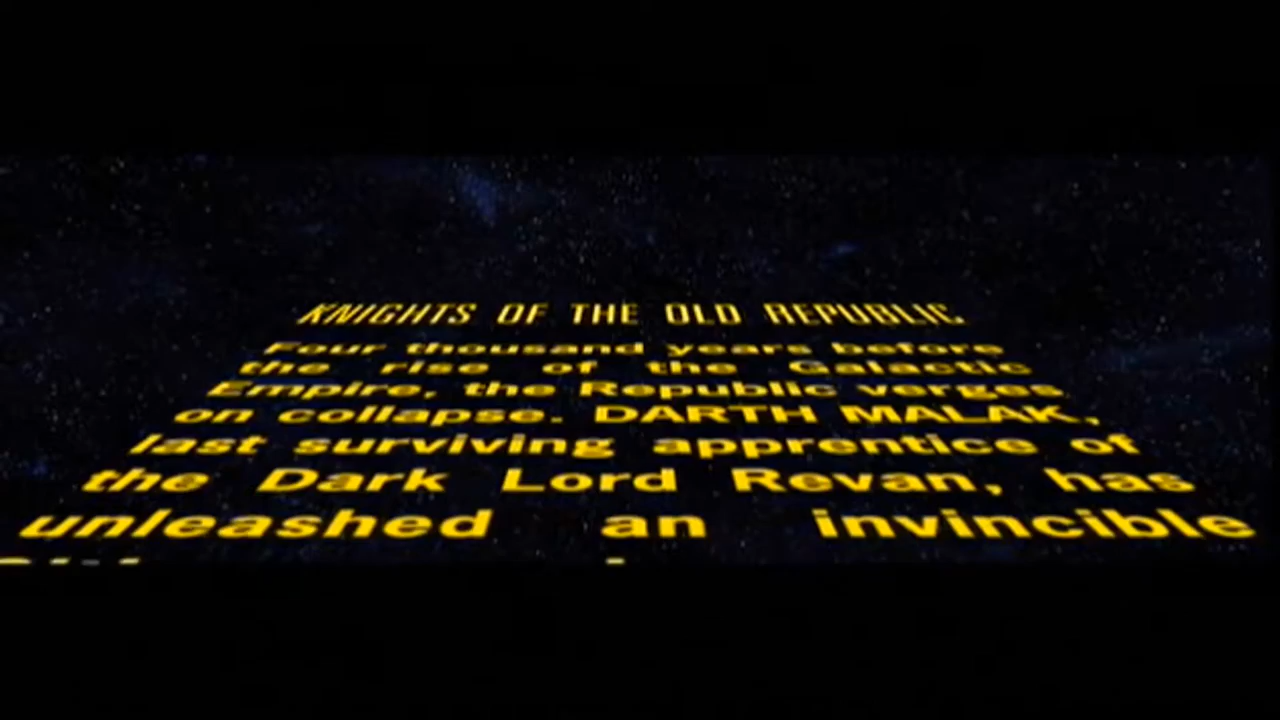 KNIGHTS OF THE OLD REPUBLIC
Four thousand years before
the rise of the Galactic
Empire, the Republic verges
on collapse. DARTH MALAK,
last surviving apprentice of
the Dark Lord Revan, has
unleashed an invincible